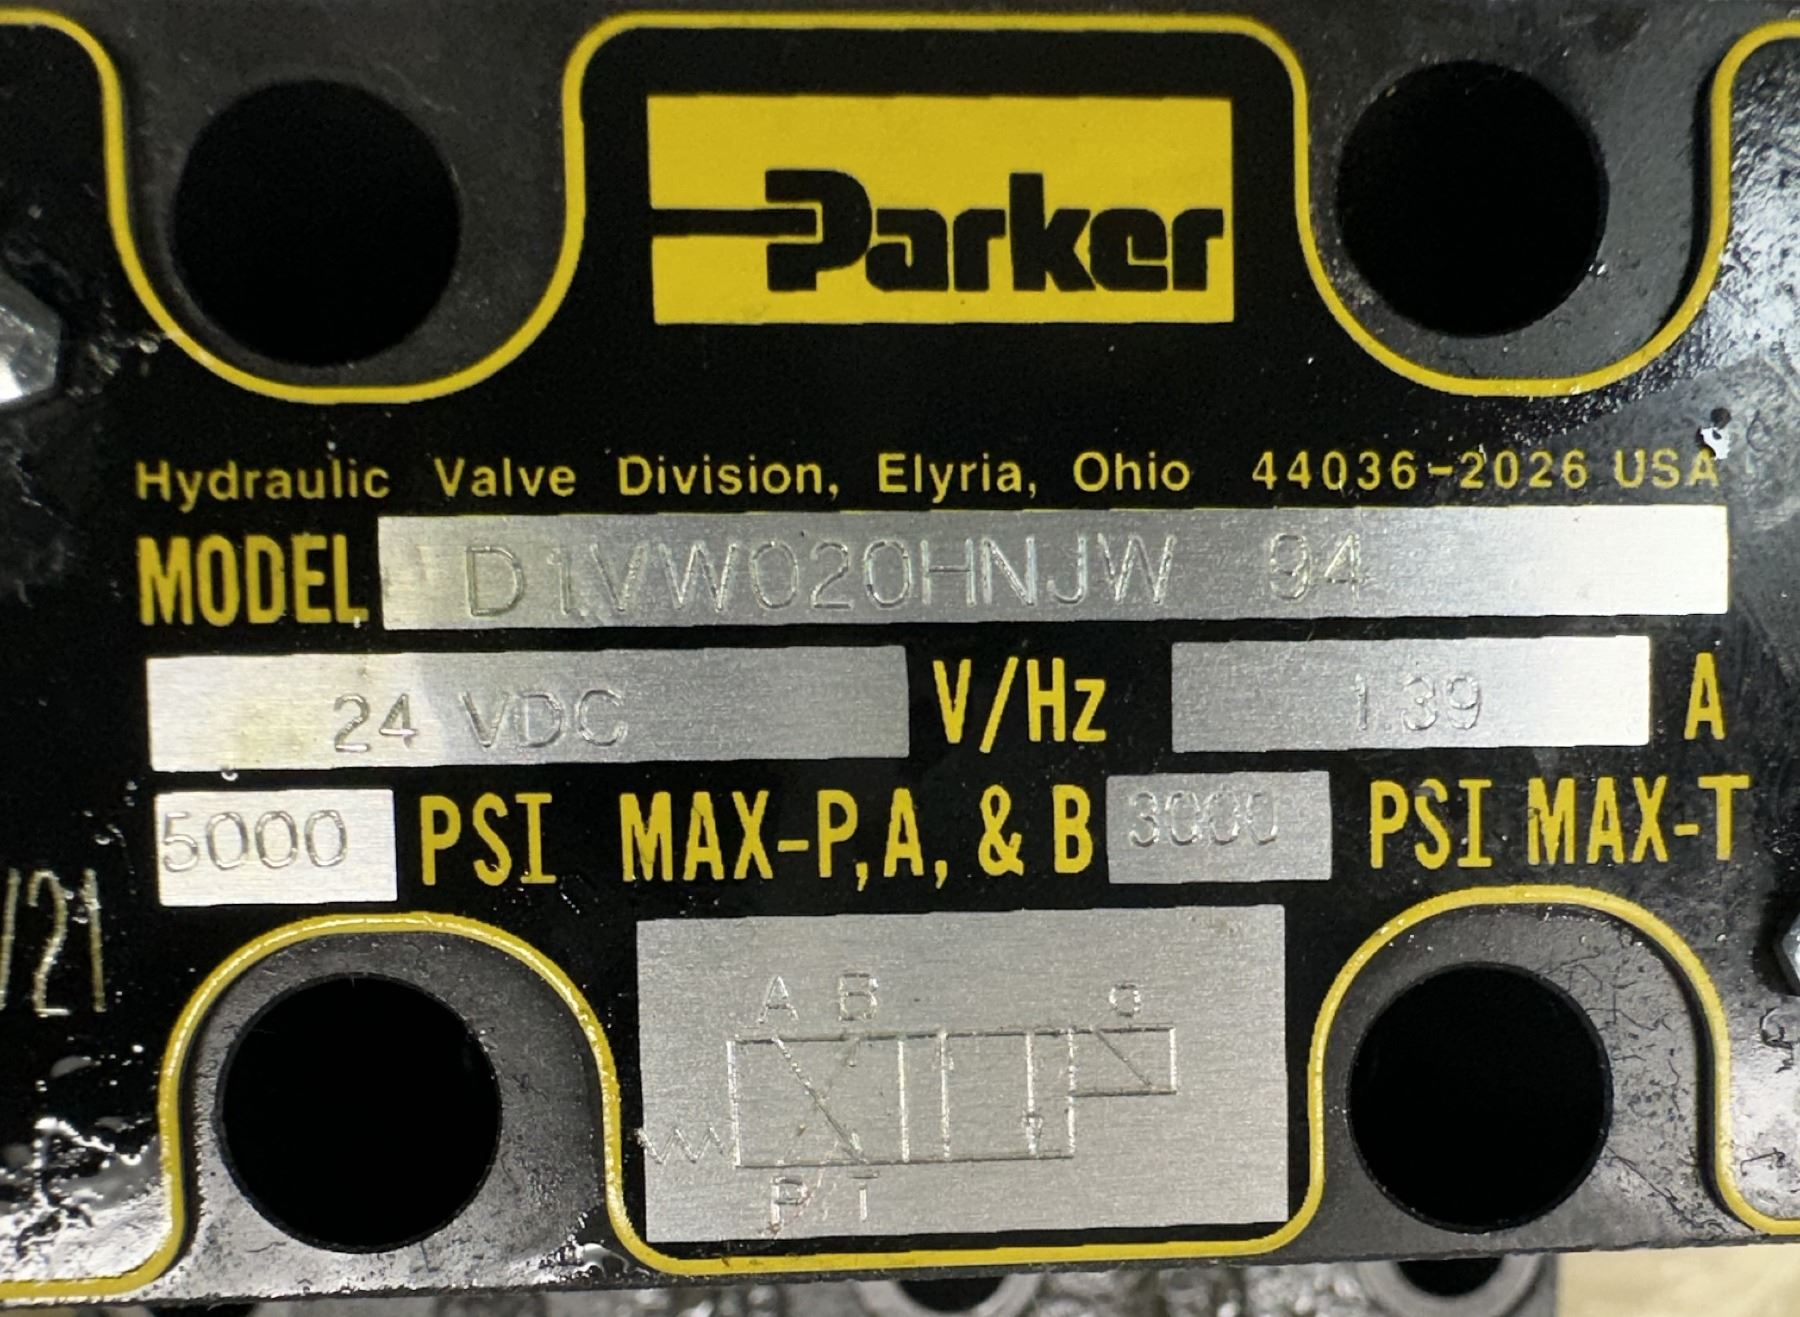 Parker
Hydraulic Valve Division, Elyria, Ohio 44036-2026 USA
MODEL D1VW020HNJW 94
24 VDC V/Hz 1.39 A
5000 PSI MAX-P,A, & B 3000 PSI MAX-T
/21
A B
P T